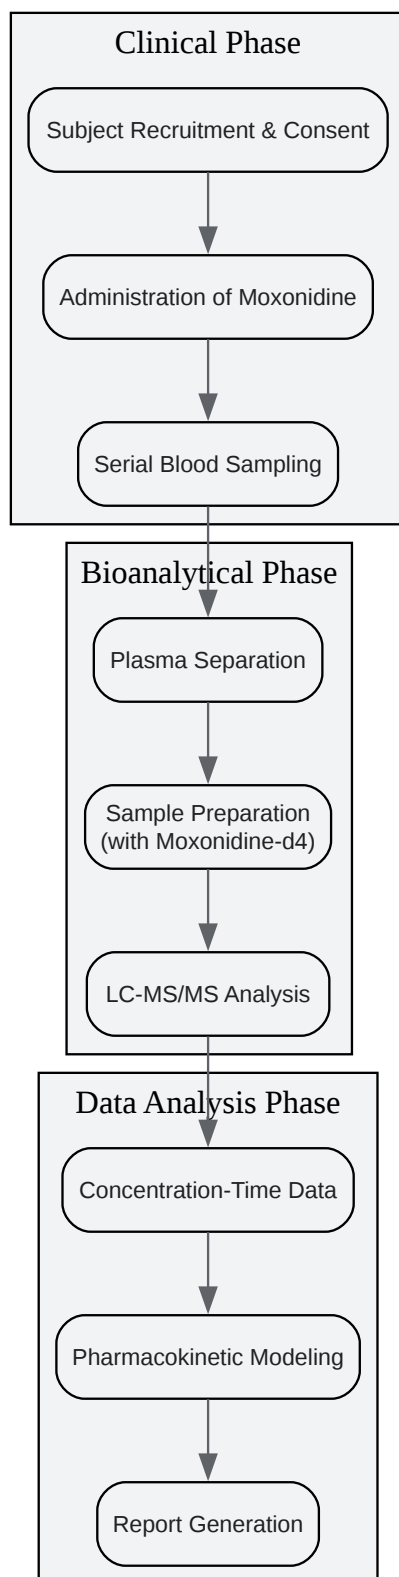 Clinical Phase
Subject Recruitment & Consent
Administration of Moxonidine
Serial Blood Sampling
Bioanalytical Phase
Plasma Separation
Sample Preparation
(with Moxonidine-d4)
LC-MS/MS Analysis
Data Analysis Phase
Concentration-Time Data
Pharmacokinetic Modeling
Report Generation